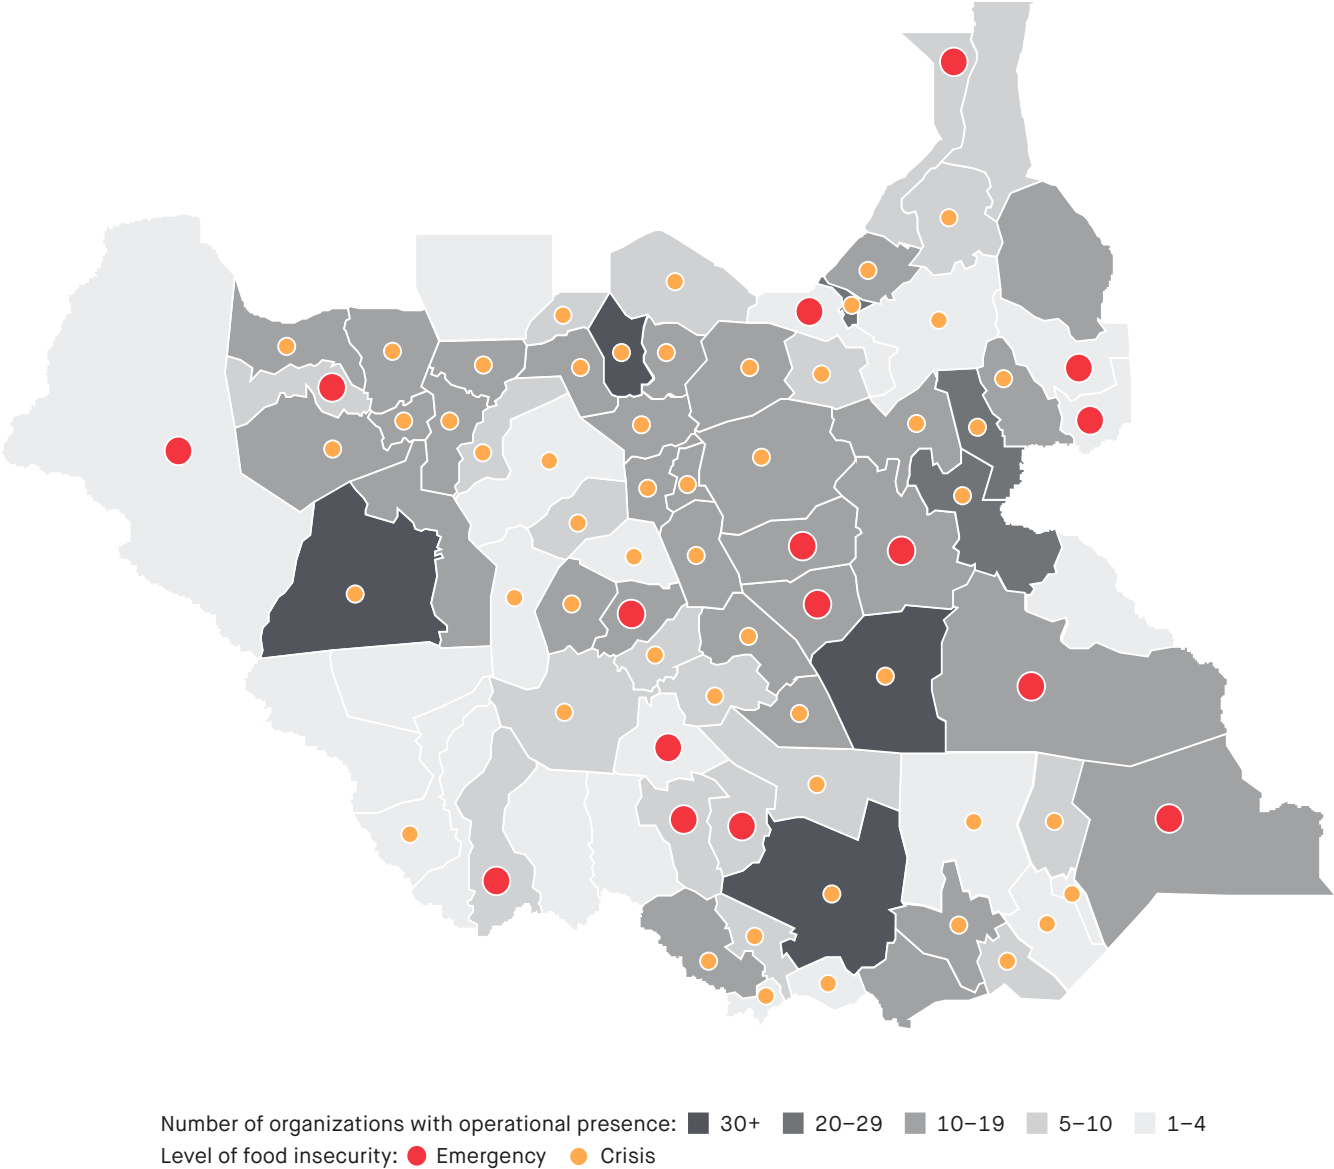 Number of organizations with operational presence: 30+ 20–29 10–19 5–10 1–4
Level of food insecurity: Emergency Crisis